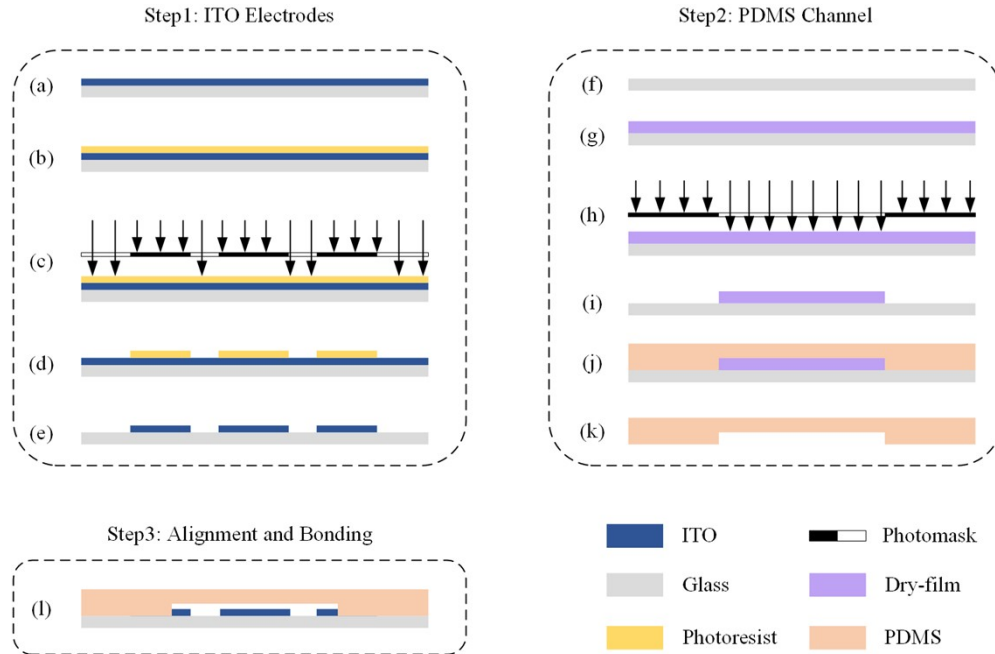 Step1: ITO Electrodes
(a)
(b)
(c)
(d)
(e)
Step2: PDMS Channel
(f)
(g)
(h)
(i)
(j)
(k)
Step3: Alignment and Bonding
(l)
ITO
Photomask
Glass
Dry-film
Photoresist
PDMS